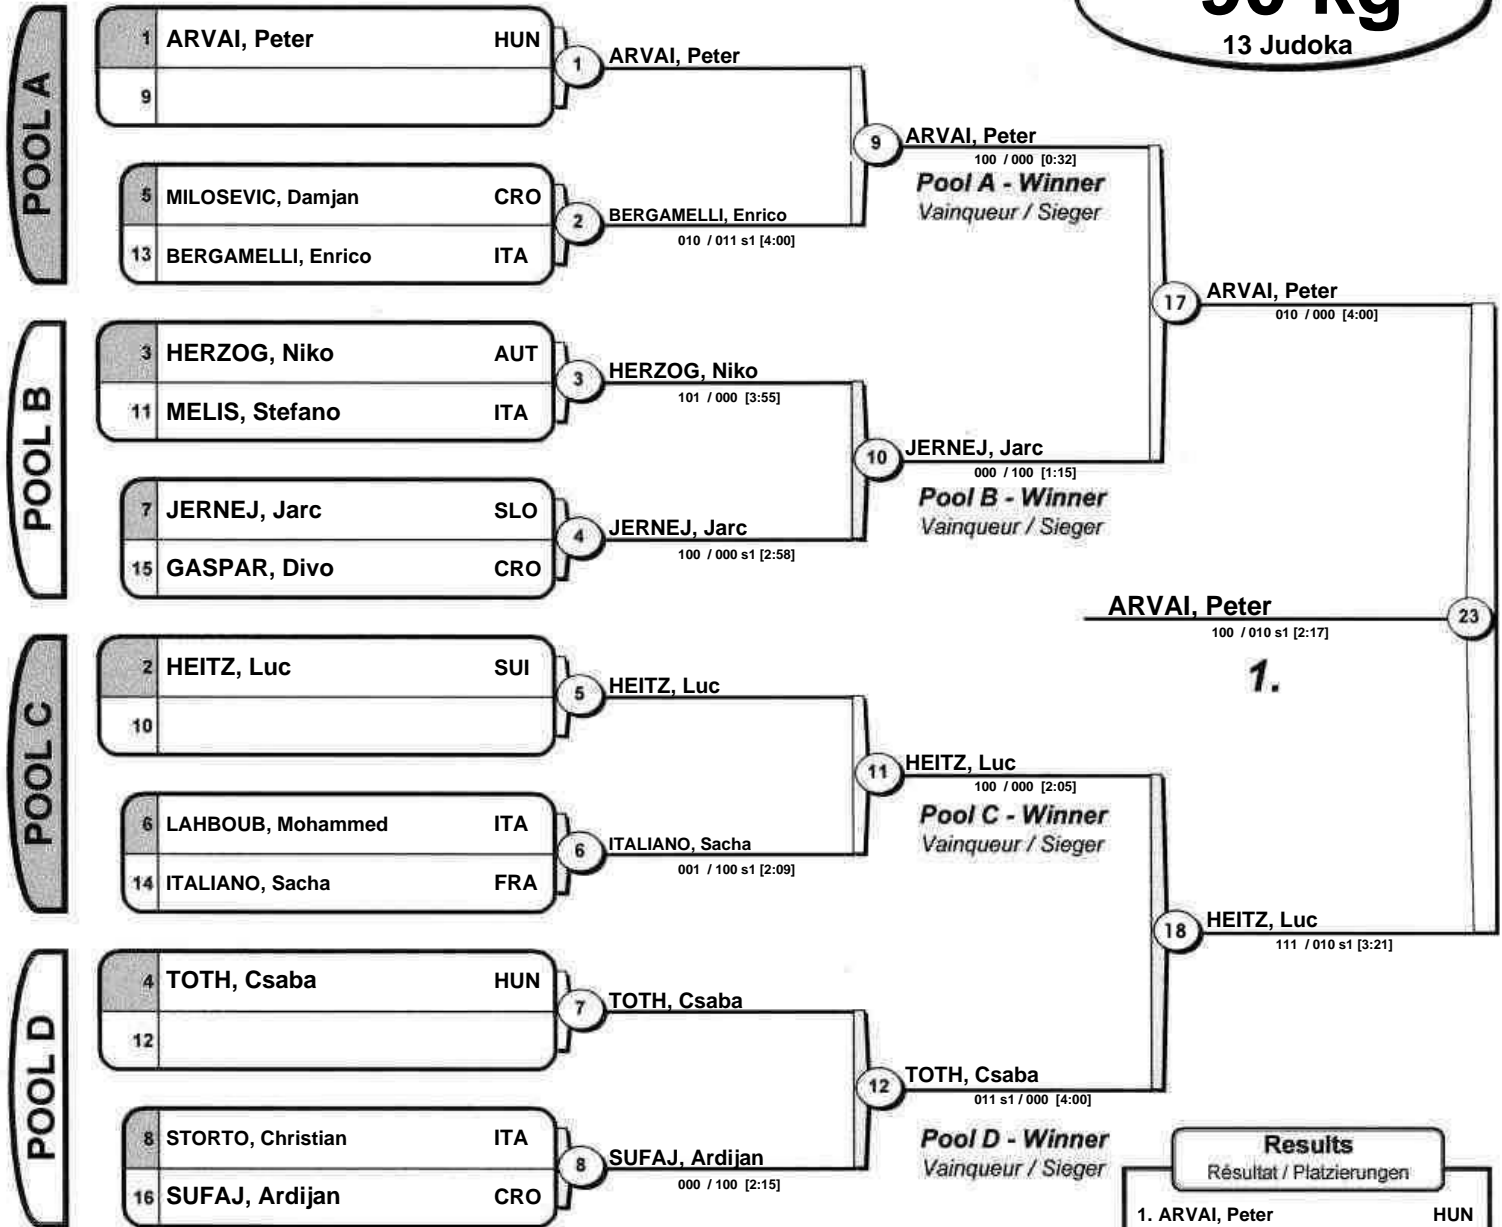 90 kg
13 Judoka
POOL A
1 ARVAI, Peter HUN
9
5 MILOSEVIC, Damjan CRO
13 BERGAMELLI, Enrico ITA
1 ARVAI, Peter
2 BERGAMELLI, Enrico
010 / 011 s1 [4:00]
9 ARVAI, Peter
100 / 000 [0:32]
Pool A - Winner
Vainqueur / Sieger
POOL B
3 HERZOG, Niko AUT
11 MELIS, Stefano ITA
7 JERNEJ, Jarc SLO
15 GASPAR, Divo CRO
3 HERZOG, Niko
101 / 000 [3:55]
4 JERNEJ, Jarc
100 / 000 s1 [2:58]
10 JERNEJ, Jarc
000 / 100 [1:15]
Pool B - Winner
Vainqueur / Sieger
17 ARVAI, Peter
010 / 000 [4:00]
ARVAI, Peter 23
100 / 010 s1 [2:17]
1.
POOL C
2 HEITZ, Luc SUI
10
6 LAHBOUB, Mohammed ITA
14 ITALIANO, Sacha FRA
5 HEITZ, Luc
6 ITALIANO, Sacha
001 / 100 s1 [2:09]
11 HEITZ, Luc
100 / 000 [2:05]
Pool C - Winner
Vainqueur / Sieger
POOL D
4 TOTH, Csaba HUN
12
8 STORTO, Christian ITA
16 SUFAJ, Ardijan CRO
7 TOTH, Csaba
8 SUFAJ, Ardijan
000 / 100 [2:15]
12 TOTH, Csaba
011 s1 / 000 [4:00]
Pool D - Winner
Vainqueur / Sieger
18 HEITZ, Luc
111 / 010 s1 [3:21]
Results
Résultat / Platzierungen
1. ARVAI, Peter HUN